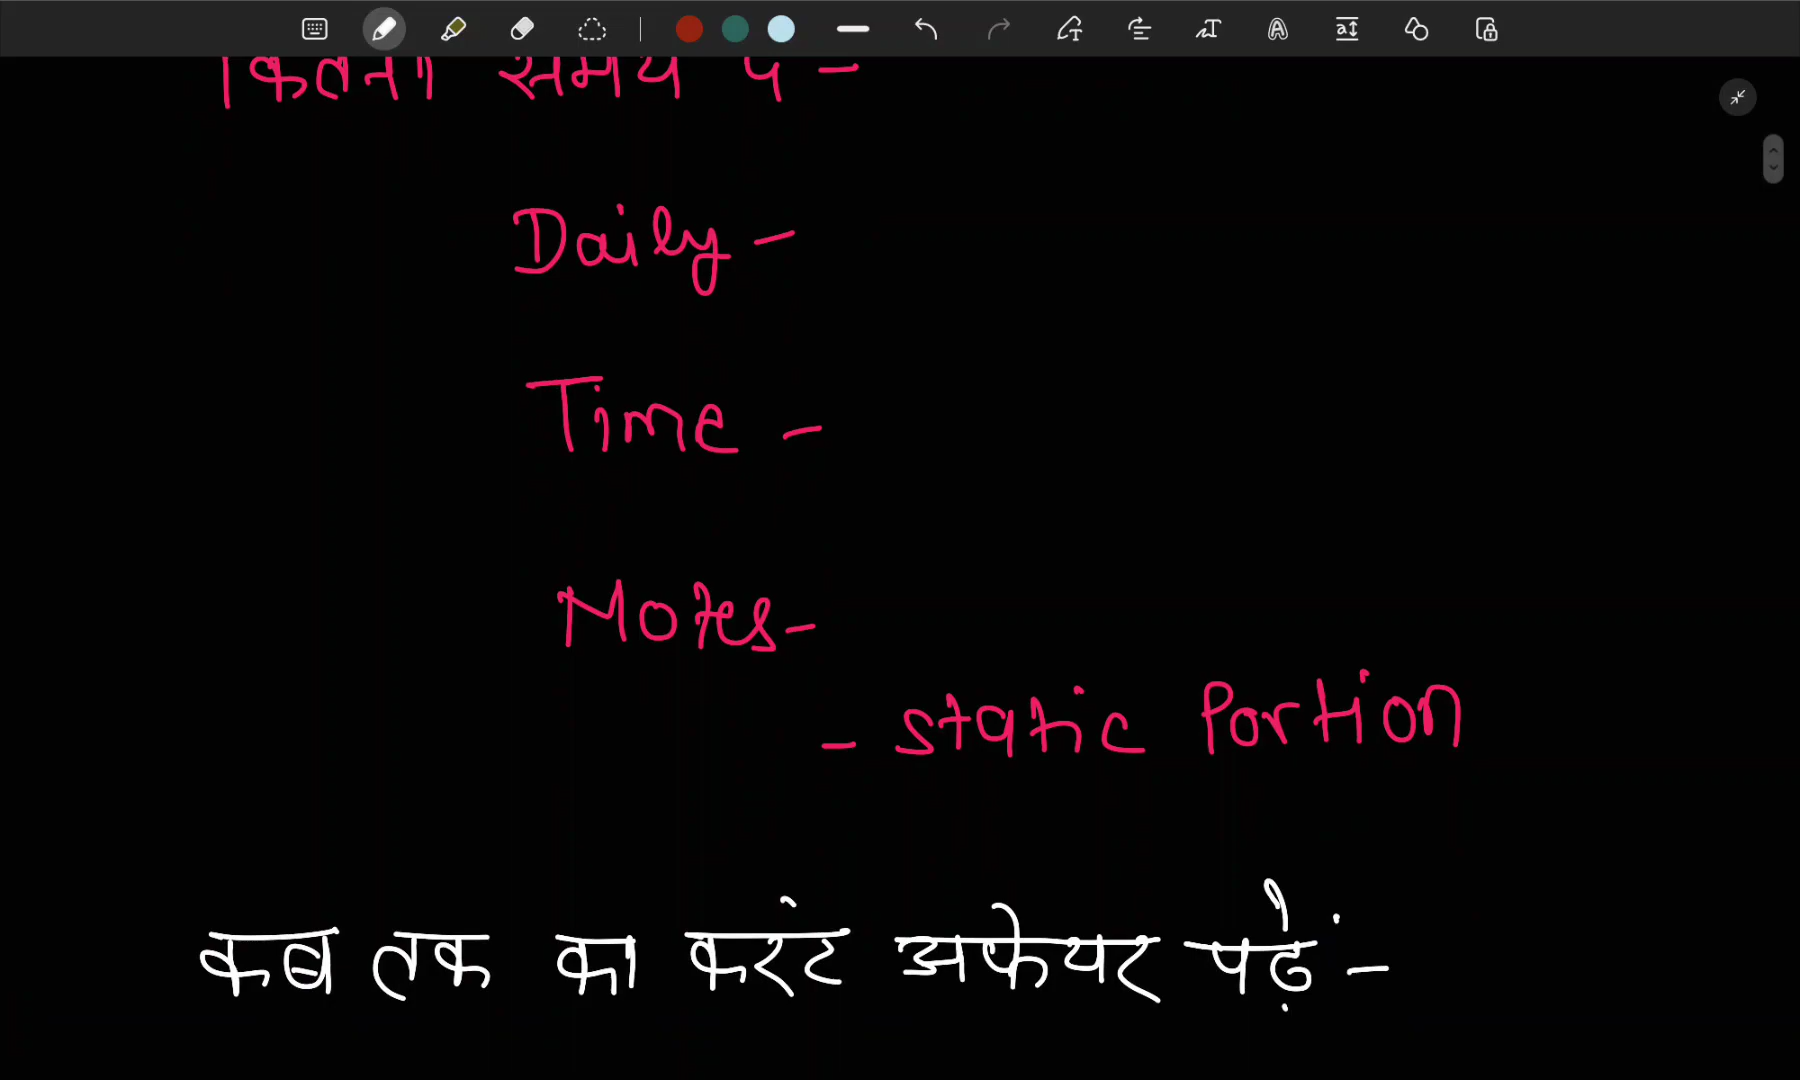 कितना समय दे -
Daily -
Time -
Notes -
- static Portion
कब तक का करंट अफेयर पढ़ें -